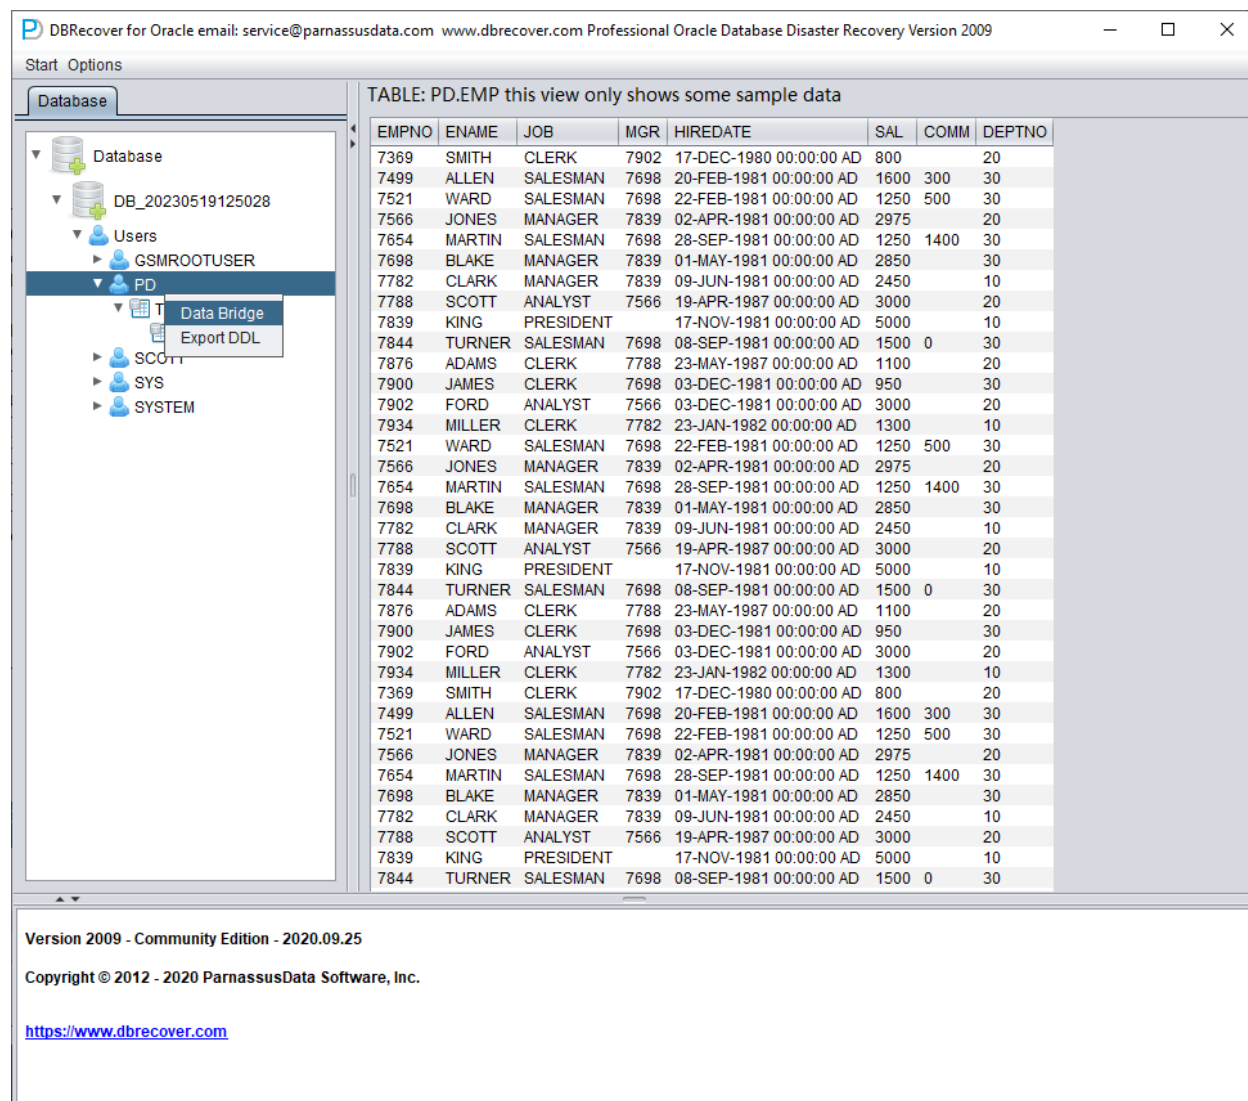 DBRecover for Oracle email: service@parnassusdata.com www.dbrecover.com Professional Oracle Database Disaster Recovery Version 2009
Start Options
Database
Database
DB_20230519125028
Users
GSMROOTUSER
PD
Data Bridge
Export DDL
SCOTT
SYS
SYSTEM
TABLE: PD.EMP this view only shows some sample data
EMPNO ENAME JOB MGR HIREDATE SAL COMM DEPTNO
7369 SMITH CLERK 7902 17-DEC-1980 00:00:00 AD 800 20
7499 ALLEN SALESMAN 7698 20-FEB-1981 00:00:00 AD 1600 300 30
7521 WARD SALESMAN 7698 22-FEB-1981 00:00:00 AD 1250 500 30
7566 JONES MANAGER 7839 02-APR-1981 00:00:00 AD 2975 20
7654 MARTIN SALESMAN 7698 28-SEP-1981 00:00:00 AD 1250 1400 30
7698 BLAKE MANAGER 7839 01-MAY-1981 00:00:00 AD 2850 30
7782 CLARK MANAGER 7839 09-JUN-1981 00:00:00 AD 2450 10
7788 SCOTT ANALYST 7566 19-APR-1987 00:00:00 AD 3000 20
7839 KING PRESIDENT 17-NOV-1981 00:00:00 AD 5000 10
7844 TURNER SALESMAN 7698 08-SEP-1981 00:00:00 AD 1500 0 30
7876 ADAMS CLERK 7788 23-MAY-1987 00:00:00 AD 1100 20
7900 JAMES CLERK 7698 03-DEC-1981 00:00:00 AD 950 30
7902 FORD ANALYST 7566 03-DEC-1981 00:00:00 AD 3000 20
7934 MILLER CLERK 7782 23-JAN-1982 00:00:00 AD 1300 10
7521 WARD SALESMAN 7698 22-FEB-1981 00:00:00 AD 1250 500 30
7566 JONES MANAGER 7839 02-APR-1981 00:00:00 AD 2975 20
7654 MARTIN SALESMAN 7698 28-SEP-1981 00:00:00 AD 1250 1400 30
7698 BLAKE MANAGER 7839 01-MAY-1981 00:00:00 AD 2850 30
7782 CLARK MANAGER 7839 09-JUN-1981 00:00:00 AD 2450 10
7788 SCOTT ANALYST 7566 19-APR-1987 00:00:00 AD 3000 20
7839 KING PRESIDENT 17-NOV-1981 00:00:00 AD 5000 10
7844 TURNER SALESMAN 7698 08-SEP-1981 00:00:00 AD 1500 0 30
7876 ADAMS CLERK 7788 23-MAY-1987 00:00:00 AD 1100 20
7900 JAMES CLERK 7698 03-DEC-1981 00:00:00 AD 950 30
7902 FORD ANALYST 7566 03-DEC-1981 00:00:00 AD 3000 20
7934 MILLER CLERK 7782 23-JAN-1982 00:00:00 AD 1300 10
7369 SMITH CLERK 7902 17-DEC-1980 00:00:00 AD 800 20
7499 ALLEN SALESMAN 7698 20-FEB-1981 00:00:00 AD 1600 300 30
7521 WARD SALESMAN 7698 22-FEB-1981 00:00:00 AD 1250 500 30
7566 JONES MANAGER 7839 02-APR-1981 00:00:00 AD 2975 20
7654 MARTIN SALESMAN 7698 28-SEP-1981 00:00:00 AD 1250 1400 30
7698 BLAKE MANAGER 7839 01-MAY-1981 00:00:00 AD 2850 30
7782 CLARK MANAGER 7839 09-JUN-1981 00:00:00 AD 2450 10
7788 SCOTT ANALYST 7566 19-APR-1987 00:00:00 AD 3000 20
7839 KING PRESIDENT 17-NOV-1981 00:00:00 AD 5000 10
7844 TURNER SALESMAN 7698 08-SEP-1981 00:00:00 AD 1500 0 30
Version 2009 - Community Edition - 2020.09.25
Copyright © 2012 - 2020 ParnassusData Software, Inc.
https://www.dbrecover.com